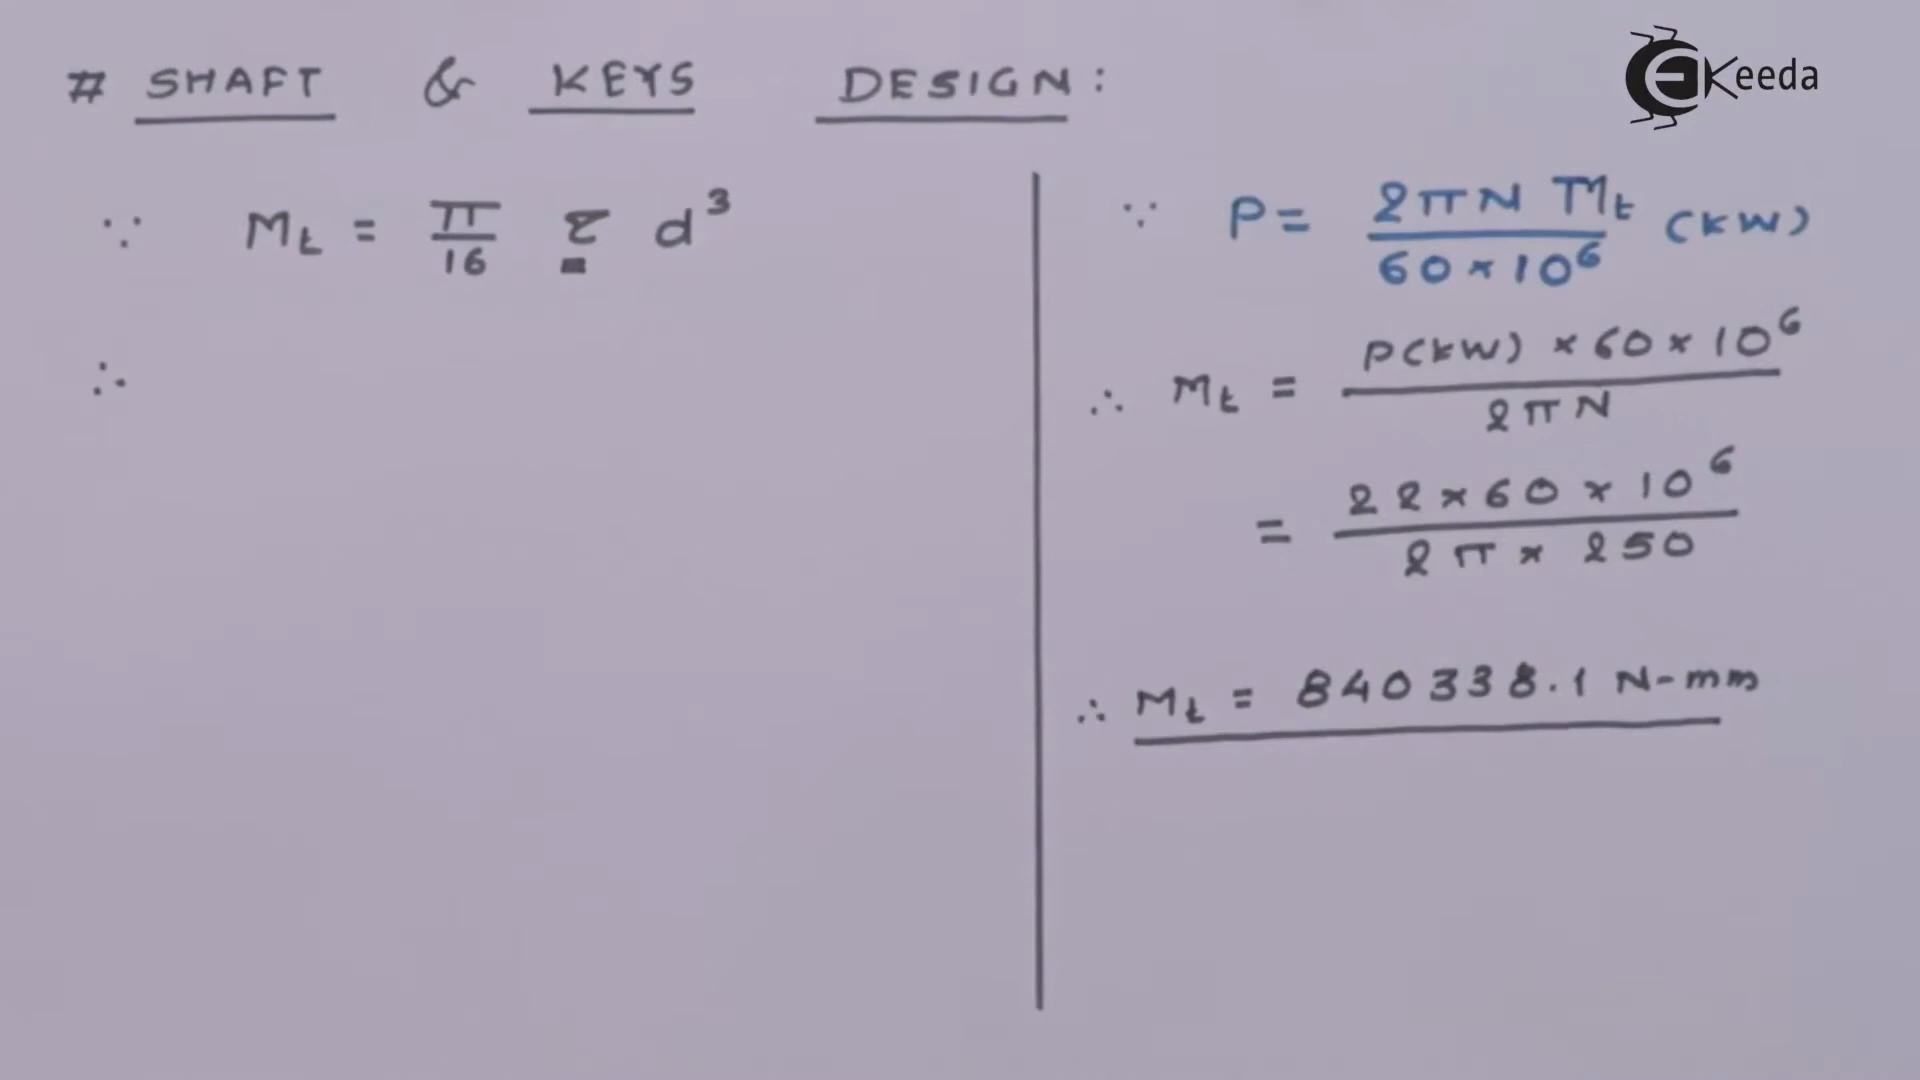 # SHAFT & KEYS DESIGN:
EKeeda
∵ Mt = π/16 τ d³
∴
∵ P = 2πN Mt / 60 × 10⁶ (kW)
∴ Mt = P(kW) × 60 × 10⁶ / 2πN
= 22 × 60 × 10⁶ / 2π × 250
∴ Mt = 840338.1 N-mm